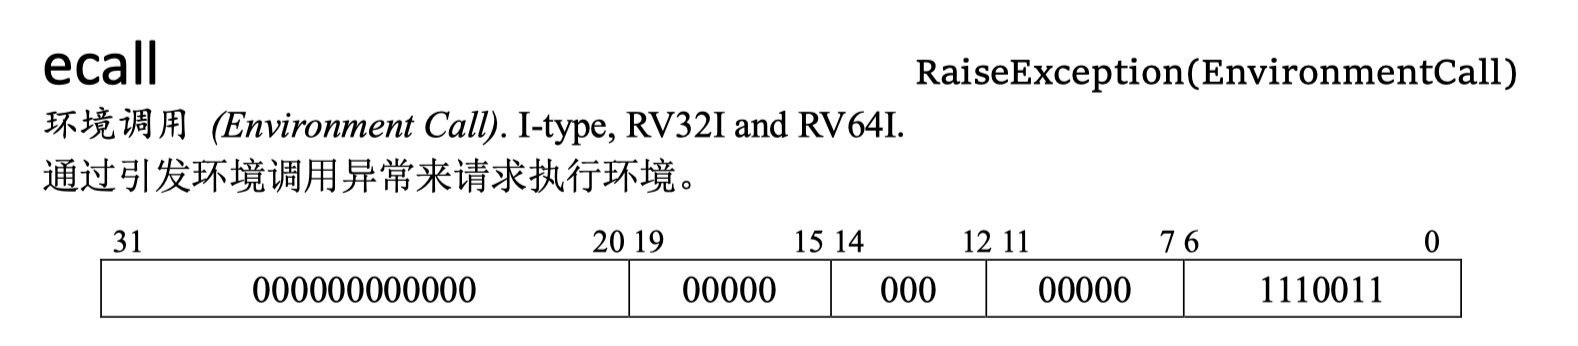 ecall RaiseException(EnvironmentCall)
环境调用 (Environment Call). I-type, RV32I and RV64I.
通过引发环境调用异常来请求执行环境。
31 20 19 15 14 12 11 7 6 0
000000000000 00000 000 00000 1110011